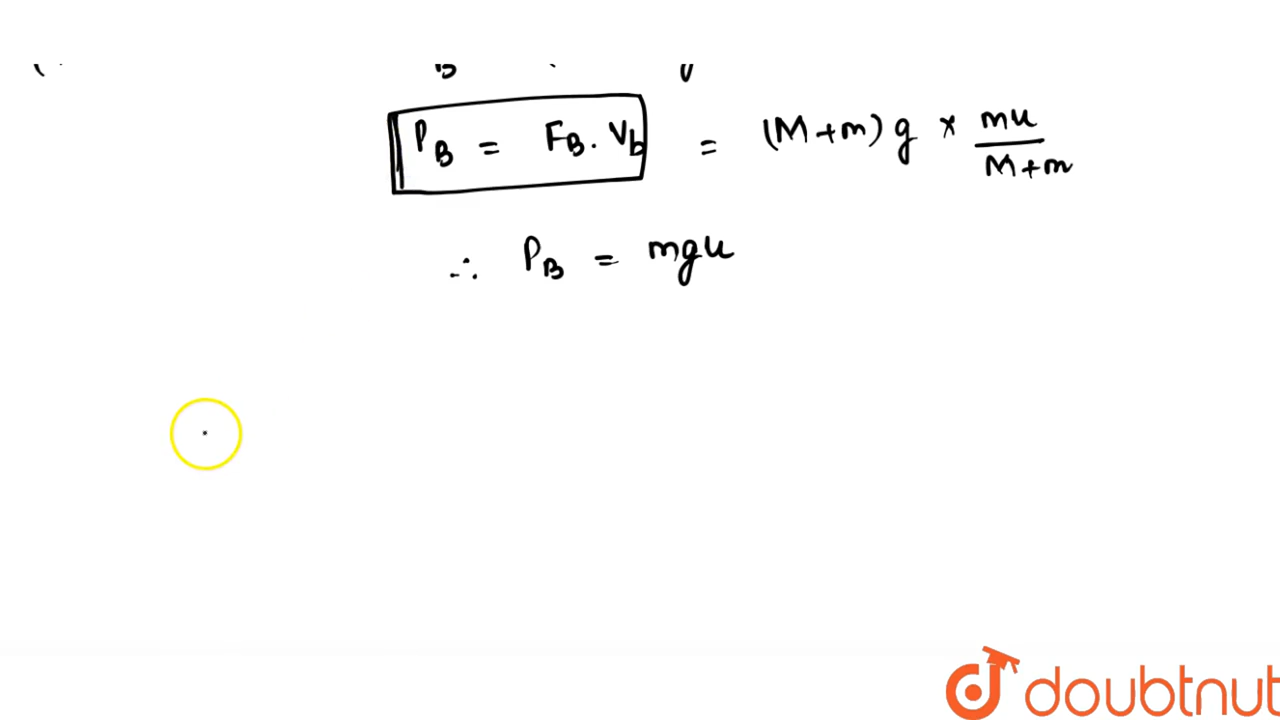 P_B = F_B . V_b = (M+m) g × mu / M+m
∴ P_B = mgu
doubtnut